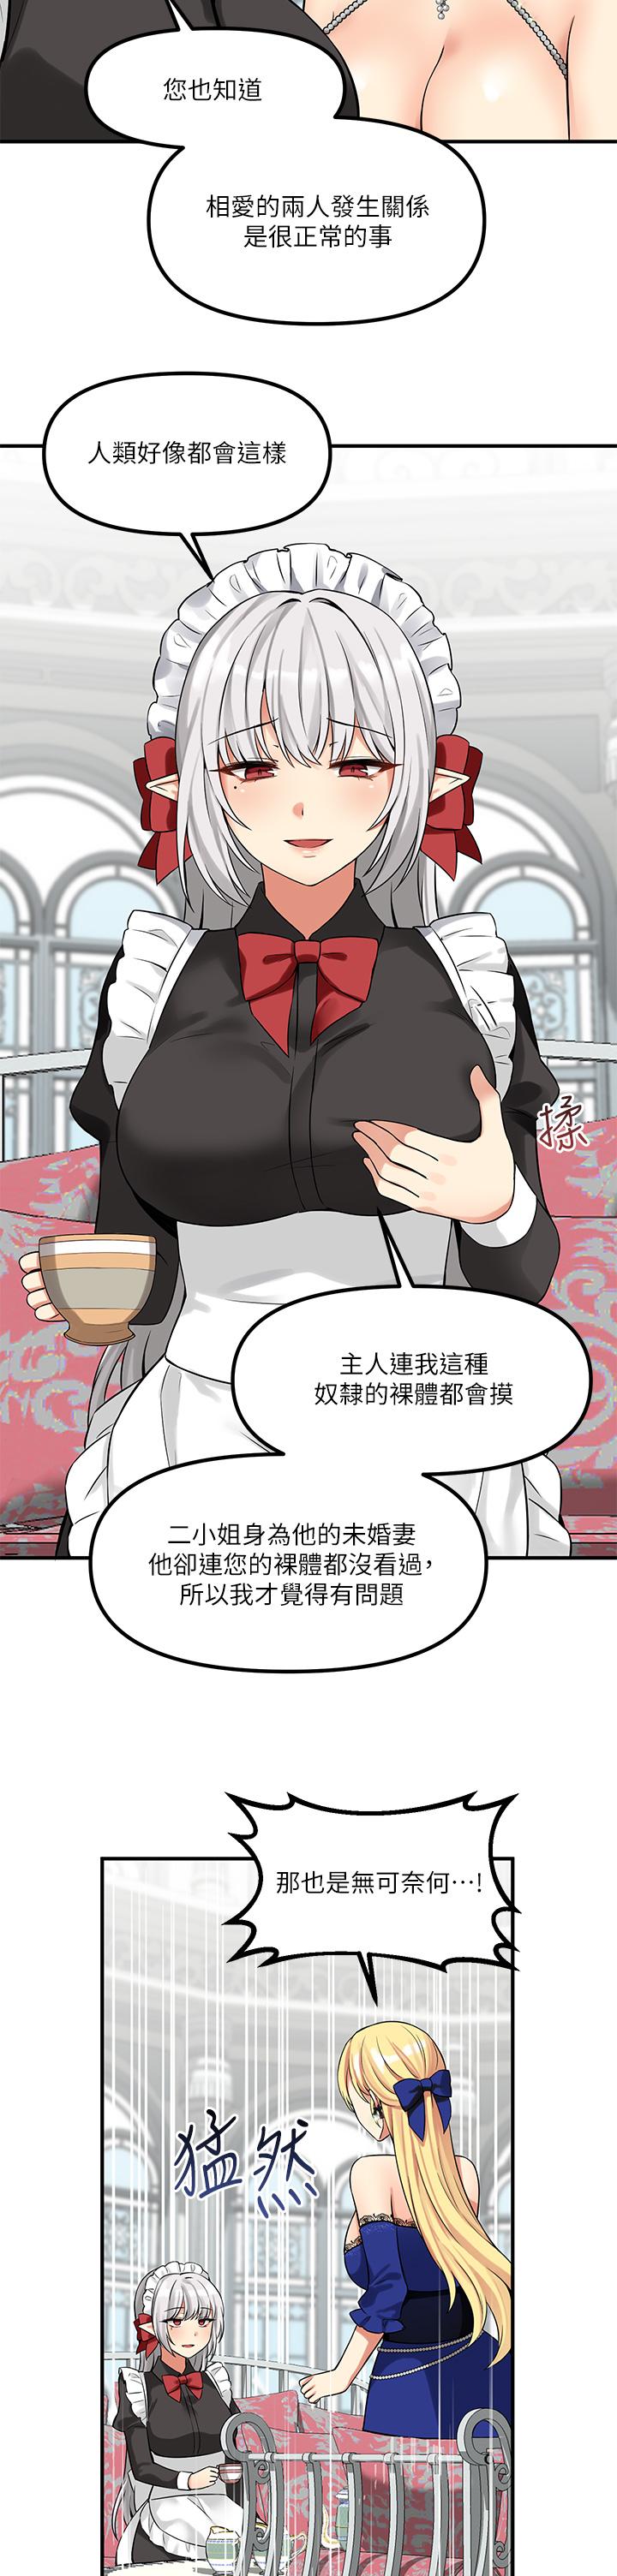 您也知道
相愛的兩人發生關係
是很正常的事
人類好像都會這樣
揉
主人連我這種
奴隸的裸體都會摸
二小姐身為他的未婚妻
他卻連您的裸體都沒看過，
所以我才覺得有問題
那也是無可奈何…!
猛然